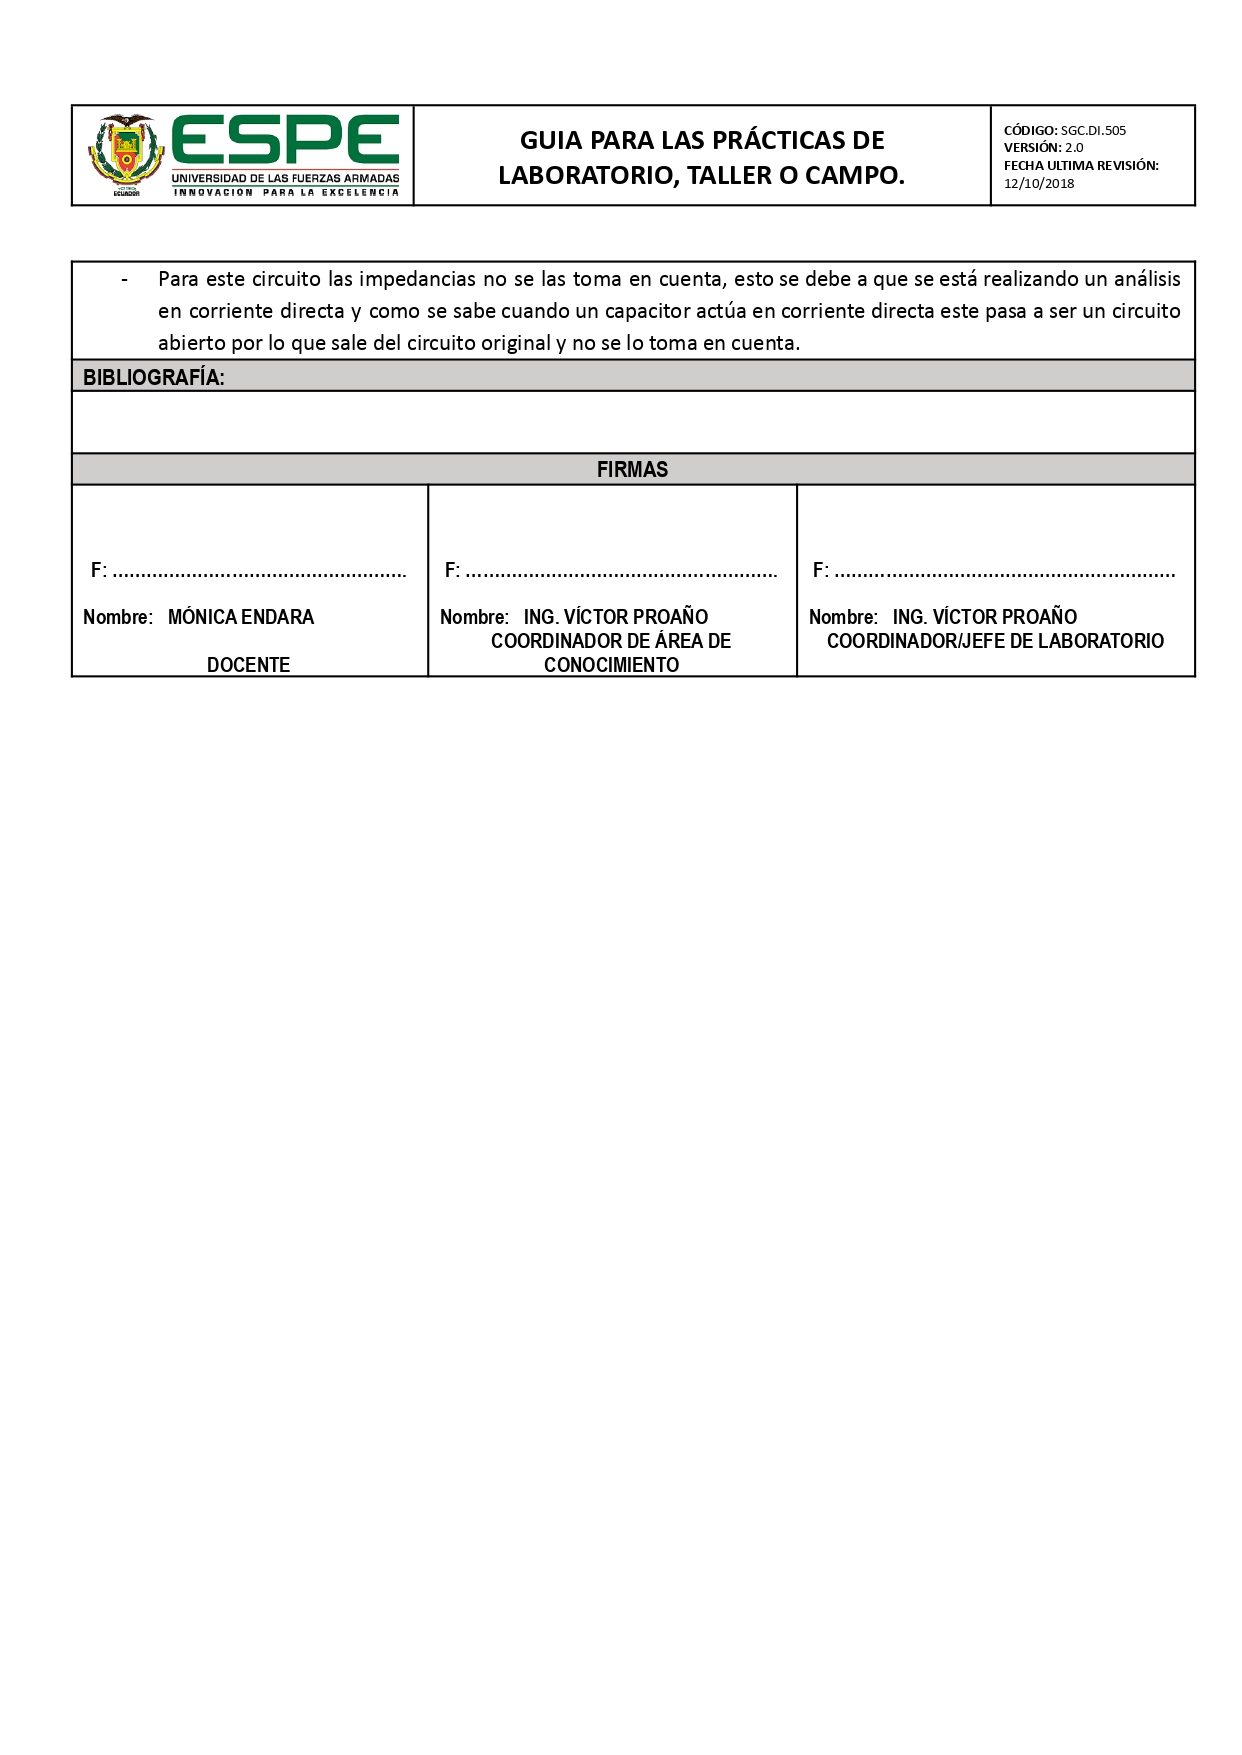 ESPE
UNIVERSIDAD DE LAS FUERZAS ARMADAS
INNOVACION PARA LA EXCELENCIA
ECUADOR
GUIA PARA LAS PRÁCTICAS DE
LABORATORIO, TALLER O CAMPO.
CÓDIGO: SGC.DI.505
VERSIÓN: 2.0
FECHA ULTIMA REVISIÓN:
12/10/2018
- Para este circuito las impedancias no se las toma en cuenta, esto se debe a que se está realizando un análisis
en corriente directa y como se sabe cuando un capacitor actúa en corriente directa este pasa a ser un circuito
abierto por lo que sale del circuito original y no se lo toma en cuenta.
BIBLIOGRAFÍA:
FIRMAS
F: ....................................................
Nombre: MÓNICA ENDARA
DOCENTE
F: .......................................................
Nombre: ING. VÍCTOR PROAÑO
COORDINADOR DE ÁREA DE
CONOCIMIENTO
F: ............................................................
Nombre: ING. VÍCTOR PROAÑO
COORDINADOR/JEFE DE LABORATORIO